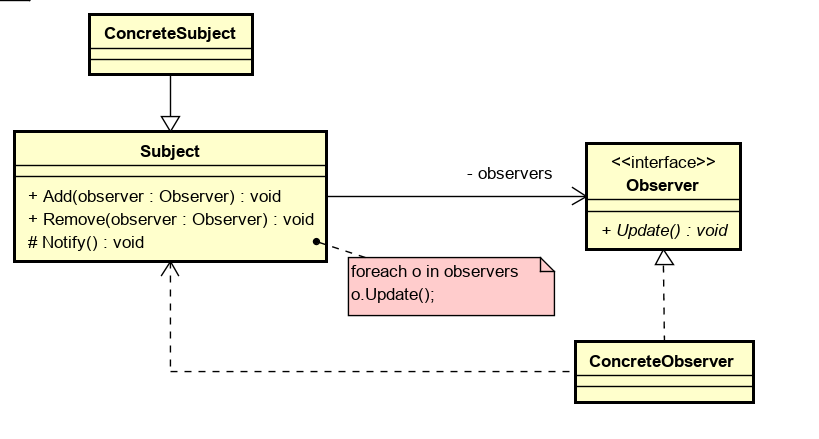 ConcreteSubject
Subject
+ Add(observer : Observer) : void
+ Remove(observer : Observer) : void
# Notify() : void
- observers
<<interface>>
Observer
+ Update() : void
foreach o in observers
o.Update();
ConcreteObserver